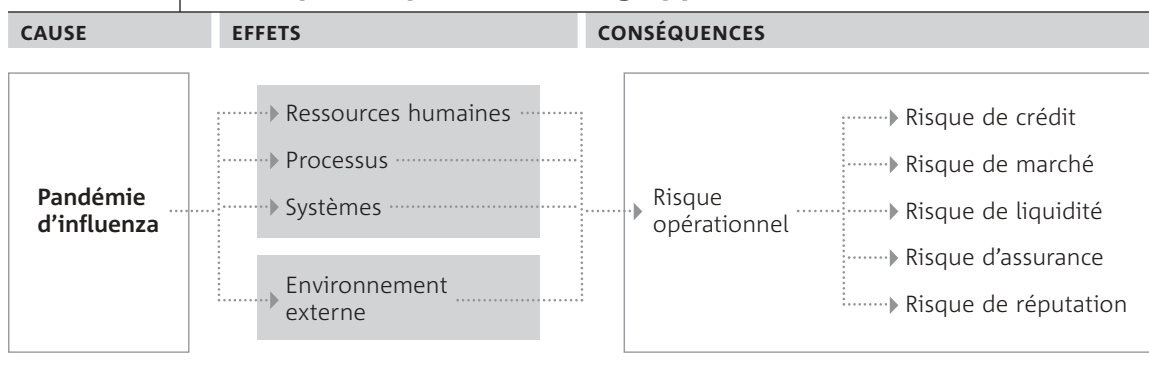 CAUSE
EFFETS
CONSÉQUENCES
Pandémie
d’influenza
Ressources humaines
Processus
Systèmes
Environnement
externe
Risque
opérationnel
Risque de crédit
Risque de marché
Risque de liquidité
Risque d’assurance
Risque de réputation